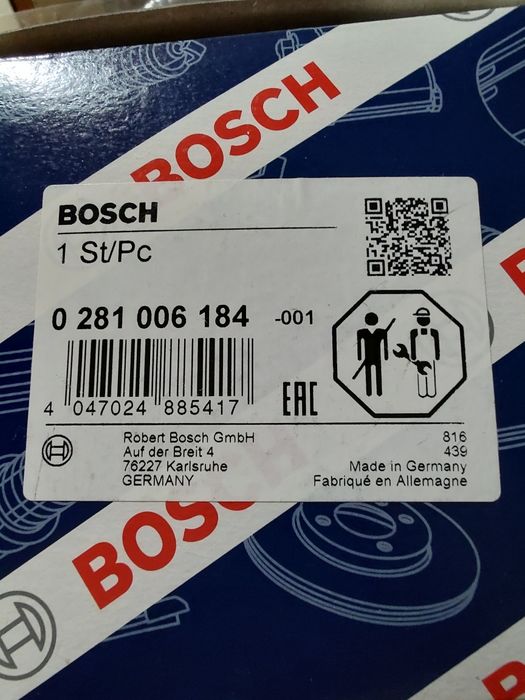 BOSCH
BOSCH
1 St/Pc
0 281 006 184 -001
4 047024 885417
EAC
Robert Bosch GmbH
Auf der Breit 4
76227 Karlsruhe
GERMANY
816
439
Made in Germany
Fabriqué en Allemagne
BOSCH